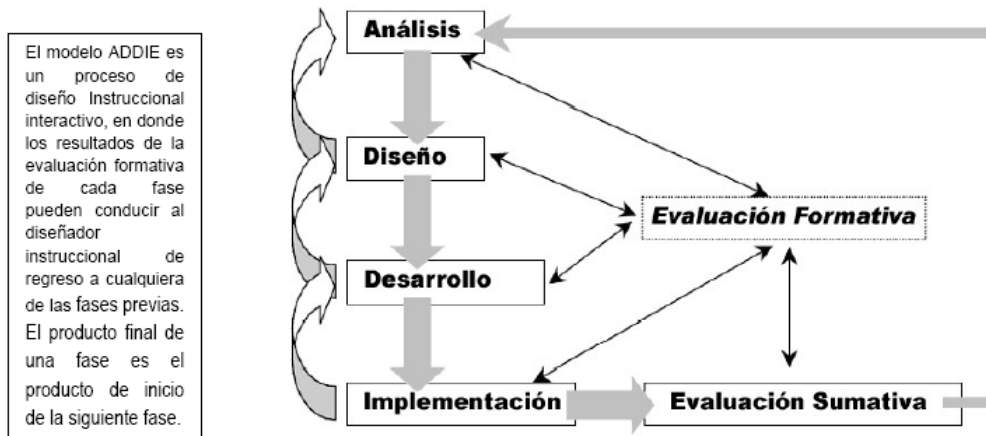 El modelo ADDIE es
un proceso de
diseño Instruccional
interactivo, en donde
los resultados de la
evaluación formativa
de cada fase
pueden conducir al
diseñador
instruccional de
regreso a cualquiera
de las fases previas.
El producto final de
una fase es el
producto de inicio
de la siguiente fase.
Análisis
Diseño
Evaluación Formativa
Desarrollo
Implementación
Evaluación Sumativa